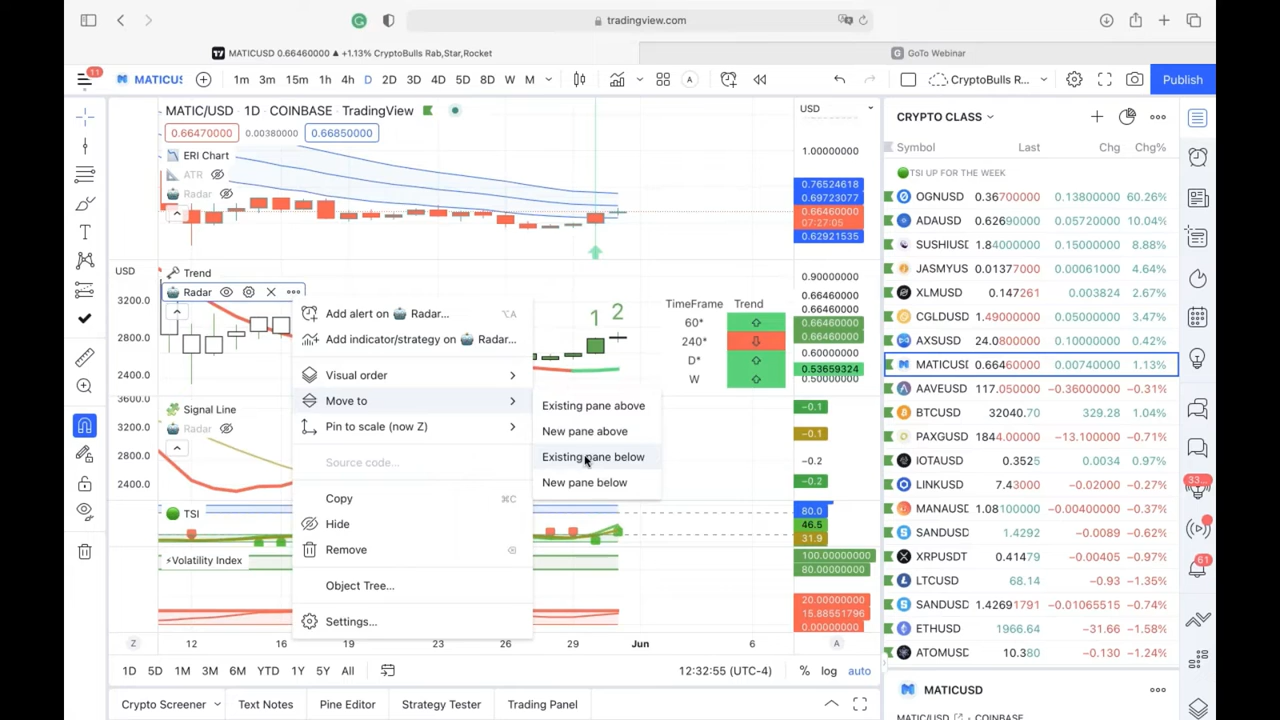 tradingview.com
MATICUSD 0.66460000 ▲ +1.13% CryptoBulls Rab,Star,Rocket
GoTo Webinar
11
MATICUS
1m 3m 15m 1h 4h D 2D 3D 4D 5D 8D W M
A
CryptoBulls R...
Publish
MATIC/USD · 1D · COINBASE · TradingView
0.66470000 0.00380000 0.66850000
ERI Chart
ATR
Radar
USD
1.00000000
0.76524618
0.69723077
0.66460000
07:27:05
0.62921535
USD
Trend
Radar
3200.0
2800.0
2400.0
3600.0
1 2
TimeFrame Trend
60*
240*
D*
W
0.90000000
0.66460000
0.66460000
0.66460000
0.66460000
0.60000000
0.53659324
0.50000000
Add alert on Radar... ⌥A
Add indicator/strategy on Radar...
Visual order
Move to
Pin to scale (now Z)
Source code...
Copy ⌘C
Hide
Remove
Object Tree...
Settings...
Existing pane above
New pane above
Existing pane below
New pane below
Signal Line
Radar
2800.0
2400.0
−0.1
−0.1
−0.2
−0.2
TSI
80.0
46.5
31.9
Volatility Index
100.00000000
80.00000000
20.00000000
15.88551796
0.00000000
Z 12 16 23 26 29 Jun 6 A
1D 5D 1M 3M 6M YTD 1Y 5Y All
12:32:55 (UTC-4) % log auto
Crypto Screener Text Notes Pine Editor Strategy Tester Trading Panel
CRYPTO CLASS
Symbol Last Chg Chg%
TSI UP FOR THE WEEK
OGNUSD 0.36700000 0.13800000 60.26%
ADAUSD 0.62690000 0.05720000 10.04%
SUSHIUSD 1.84000000 0.15000000 8.88%
JASMYUS 0.01377000 0.00061000 4.64%
XLMUSD 0.147261 0.003824 2.67%
CGLDUSD 1.49000000 0.05000000 3.47%
AXSUSD 24.0800000 0.10000000 0.42%
MATICUSD 0.66460000 0.00740000 1.13%
AAVEUSD 117.050000 −0.36000000 −0.31%
BTCUSD 32040.70 329.28 1.04%
PAXGUSD 1844.00000 −13.100000 −0.71%
IOTAUSD 0.3525 0.0034 0.97%
LINKUSD 7.43000 −0.02000 −0.27%
MANAUSD 1.08100000 −0.00400000 −0.37%
SANDUSD 1.4292 −0.0089 −0.62%
XRPUSDT 0.41479 −0.00405 −0.97%
LTCUSD 68.14 −0.93 −1.35%
SANDUSD 1.42691791 −0.01065515 −0.74%
ETHUSD 1966.64 −31.66 −1.58%
ATOMUSD 10.380 −0.130 −1.24%
MATICUSD
33
61